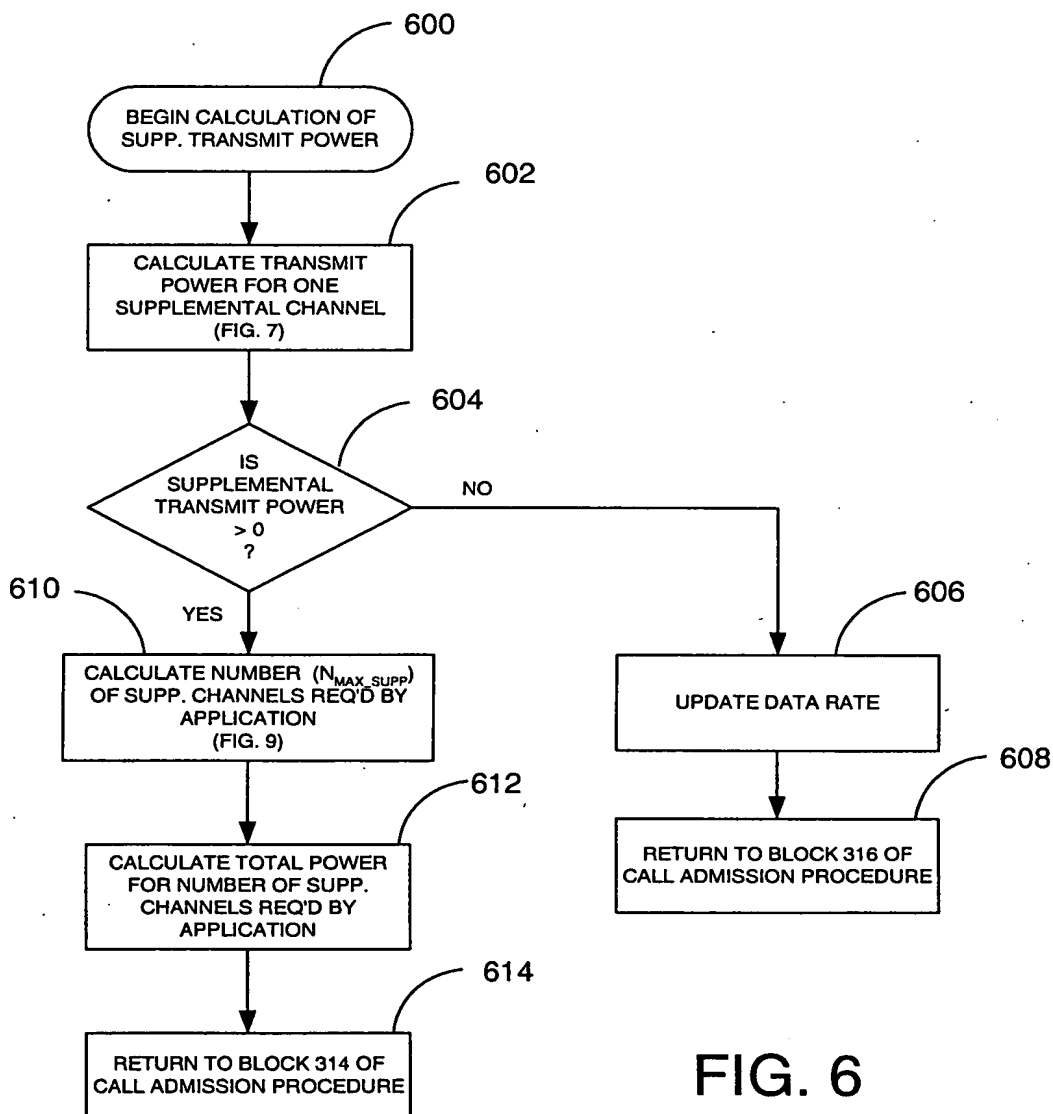 600
BEGIN CALCULATION OF
SUPP. TRANSMIT POWER
602
CALCULATE TRANSMIT
POWER FOR ONE
SUPPLEMENTAL CHANNEL
(FIG. 7)
604
IS
SUPPLEMENTAL
TRANSMIT POWER
> 0
?
NO
YES
610
CALCULATE NUMBER (NMAX_SUPP)
OF SUPP. CHANNELS REQ'D BY
APPLICATION
(FIG. 9)
606
UPDATE DATA RATE
612
CALCULATE TOTAL POWER
FOR NUMBER OF SUPP.
CHANNELS REQ'D BY
APPLICATION
608
RETURN TO BLOCK 316 OF
CALL ADMISSION PROCEDURE
614
RETURN TO BLOCK 314 OF
CALL ADMISSION PROCEDURE
FIG. 6